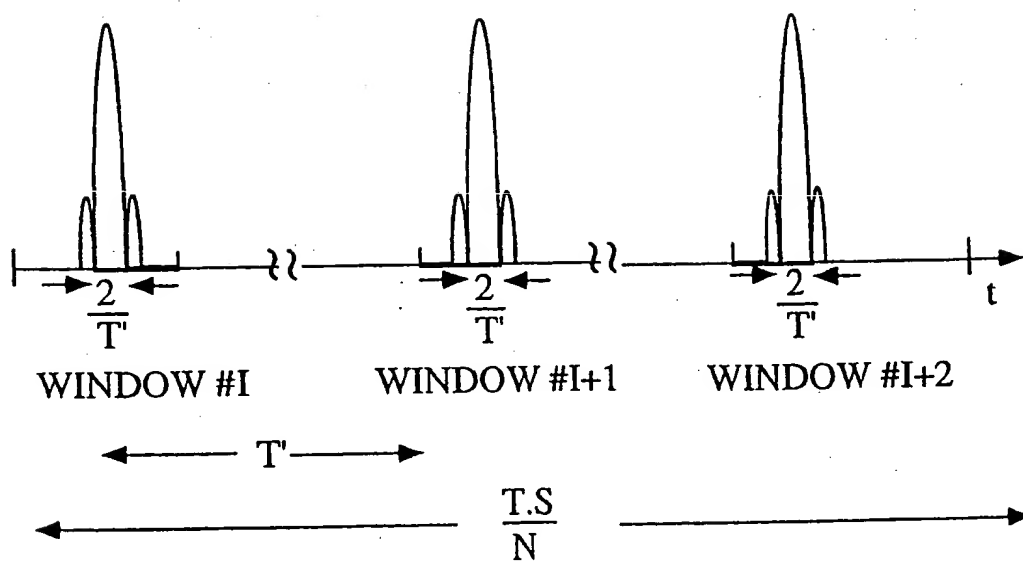 2 2 2 t
T' T' T'
WINDOW #I WINDOW #I+1 WINDOW #I+2
T'
T.S
N